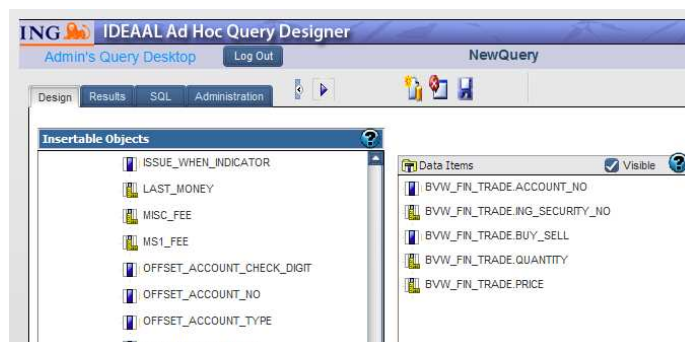 ING IDEAAL Ad Hoc Query Designer
Admin's Query Desktop Log Out NewQuery
Design Results SQL Administration
Insertable Objects ?
ISSUE_WHEN_INDICATOR
LAST_MONEY
MISC_FEE
MS1_FEE
OFFSET_ACCOUNT_CHECK_DIGIT
OFFSET_ACCOUNT_NO
OFFSET_ACCOUNT_TYPE
Data Items Visible ?
BVW_FIN_TRADE.ACCOUNT_NO
BVW_FIN_TRADE.ING_SECURITY_NO
BVW_FIN_TRADE.BUY_SELL
BVW_FIN_TRADE.QUANTITY
BVW_FIN_TRADE.PRICE